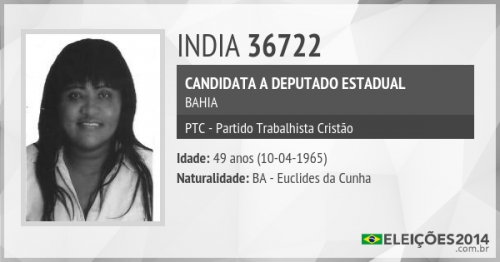 INDIA 36722
CANDIDATA A DEPUTADO ESTADUAL
BAHIA
PTC - Partido Trabalhista Cristão
Idade: 49 anos (10-04-1965)
Naturalidade: BA - Euclides da Cunha
ELEIÇÕES2014
.com.br